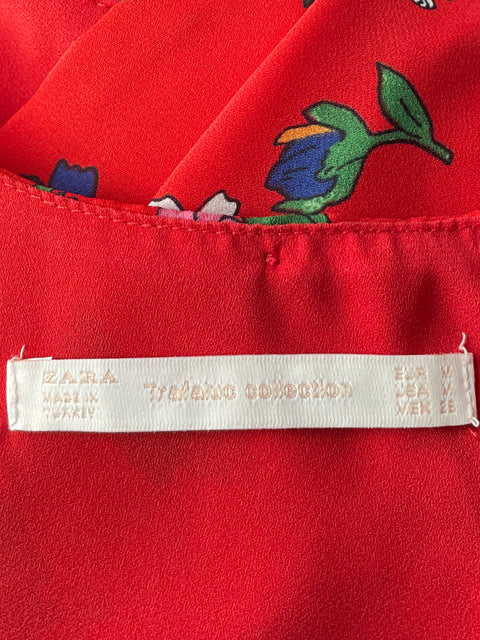 ZARA
MADE IN
TURKEY
Trafaluc collection
EUR M
USA M
MEX 28